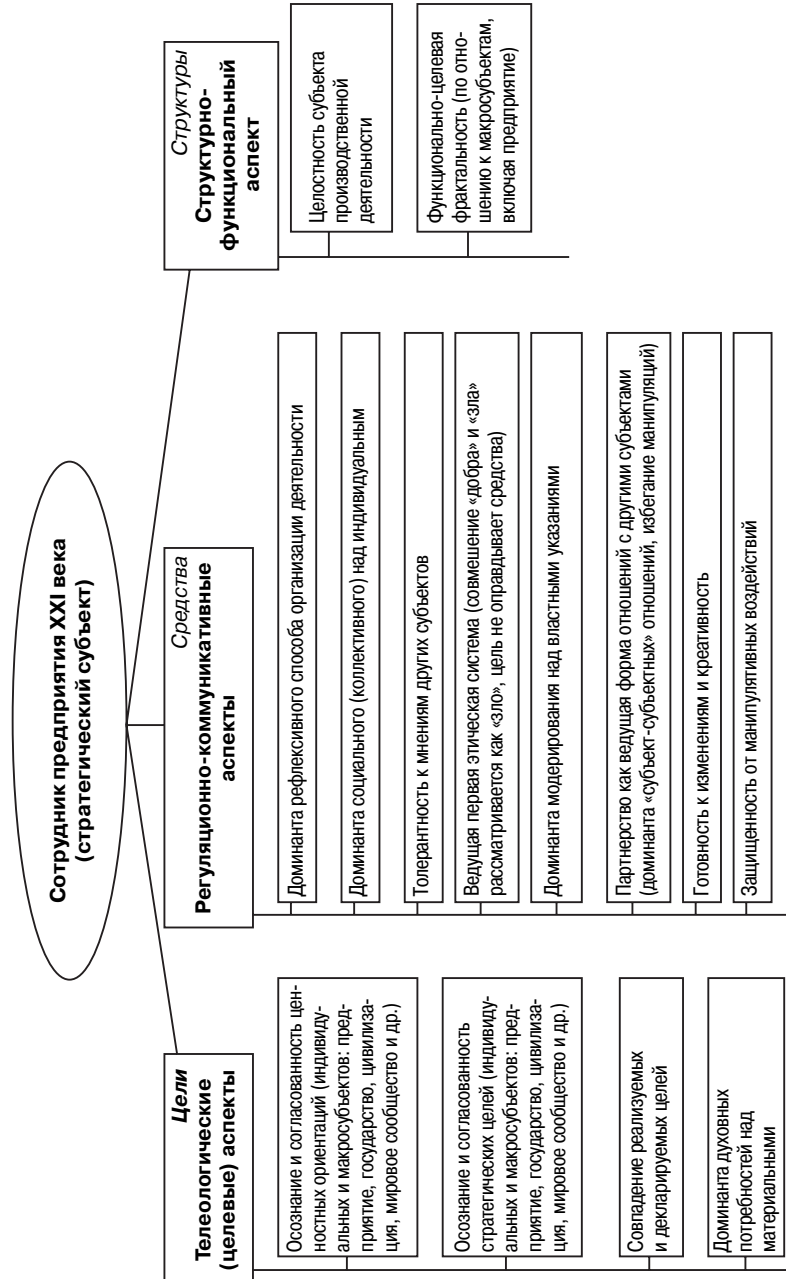 Сотрудник предприятия XXI века
(стратегический субъект)
Цели
Телеологические
(целевые) аспекты
Осознание и согласованность цен-
ностных ориентаций (индивиду-
альных и макросубъектов: пред-
приятие, государство, цивилиза-
ция, мировое сообщество и др.)
Осознание и согласованность
стратегических целей (индивиду-
альных и макросубъектов: пред-
приятие, государство, цивилиза-
ция, мировое сообщество и др.)
Совпадение реализуемых
и декларируемых целей
Доминанта духовных
потребностей над
материальными
Средства
Регуляционно-коммуникативные
аспекты
Доминанта рефлексивного способа организации деятельности
Доминанта социального (коллективного) над индивидуальным
Толерантность к мнениям других субъектов
Ведущая первая этическая система (совмешение «добра» и «зла»
рассматривается как «зло», цель не оправдывает средства)
Доминанта модерирования над властными указаниями
Партнерство как ведущая форма отношений с другими субъектами
(доминанта «субъект-субъектных» отношений, избегание манипуляций)
Готовность к изменениям и креативность
Защищенность от манипулятивных воздействий
Структуры
Структурно-
функциональный
аспект
Целостность субъекта
производственной
деятельности
Функционально-целевая
фрактальность (по отно-
шению к макросубъектам,
включая предприятие)